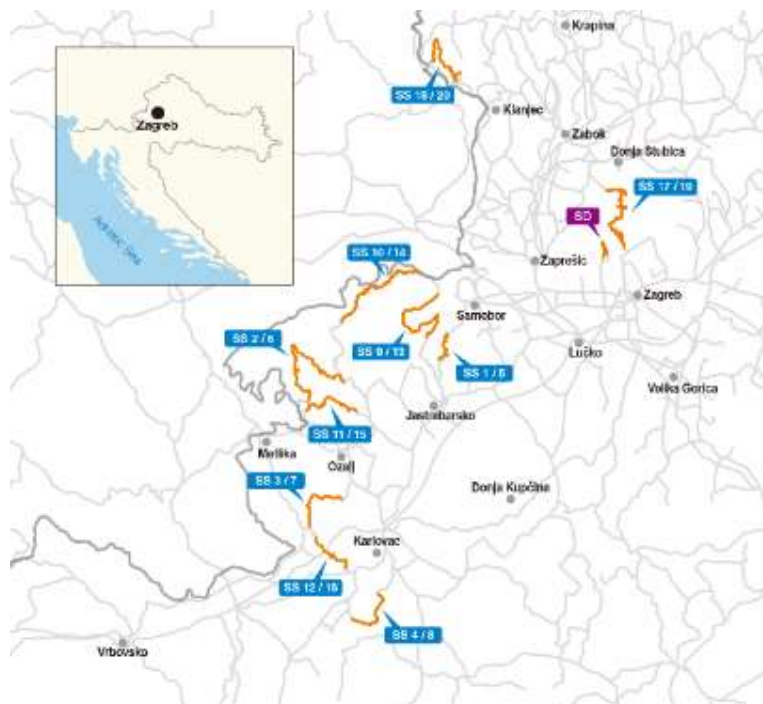 Krapina
SS 18 / 20
Klanjec
Zabok
Donja Stubica
SS 17 / 19
SD
Zagreb
Adriatic Sea
SS 10 / 14
Zaprešić
Zagreb
Samobor
SS 2 / 6
SS 9 / 13
Lučko
SS 1 / 5
Velika Gorica
Jastrebarsko
SS 11 / 15
Metlika
Ozalj
SS 3 / 7
Donja Kupčina
Karlovac
SS 12 / 16
SS 4 / 8
Vrbovsko